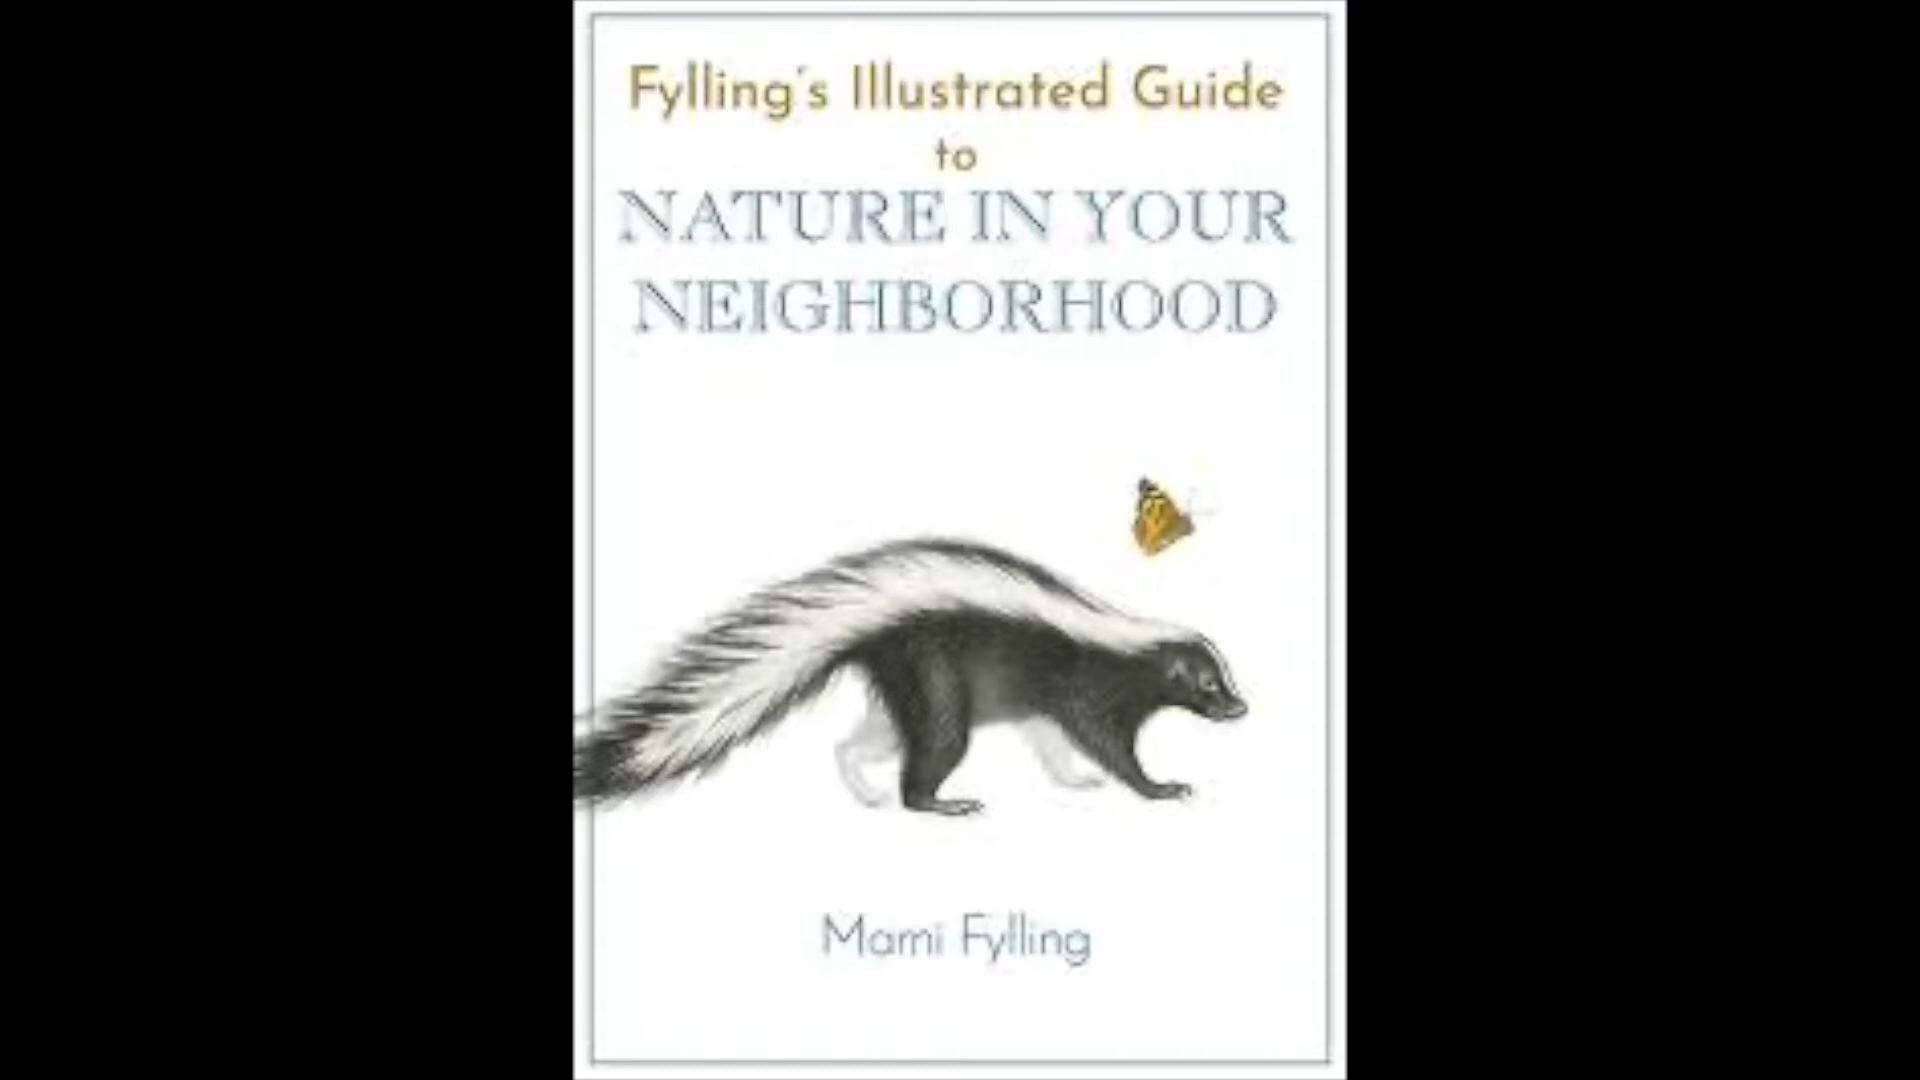 Fylling's Illustrated Guide
to
NATURE IN YOUR
NEIGHBORHOOD
Marni Fylling